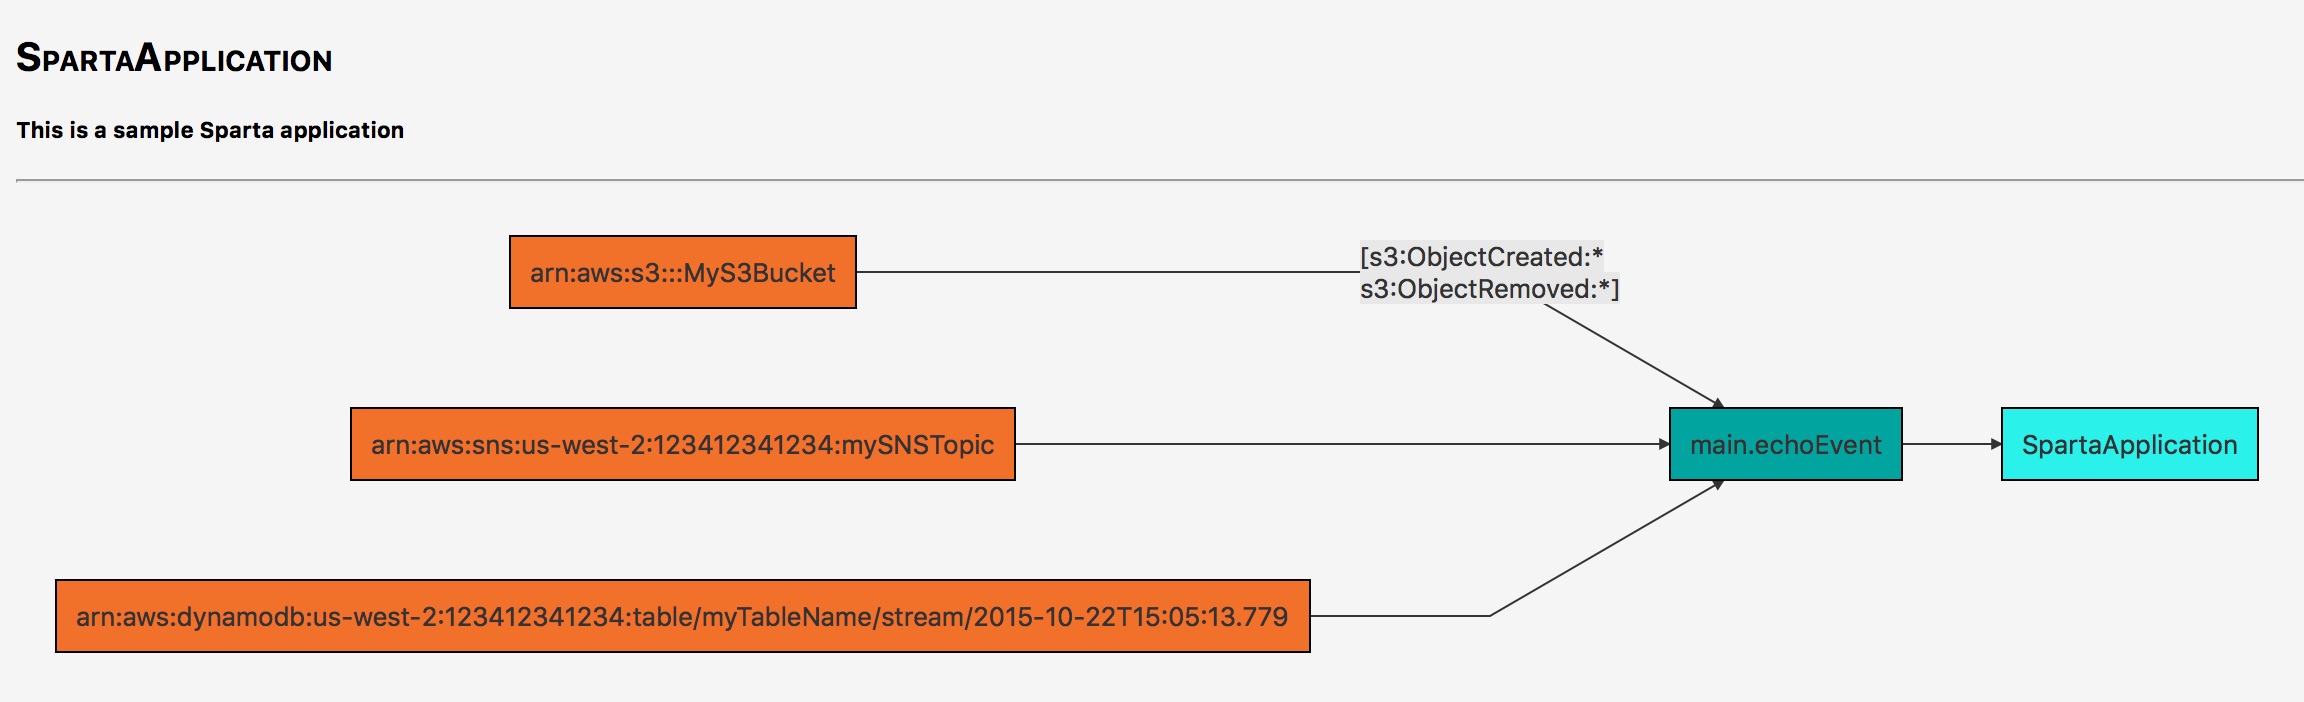 SpartaApplication
This is a sample Sparta application
arn:aws:s3:::MyS3Bucket
[s3:ObjectCreated:*
s3:ObjectRemoved:*]
arn:aws:sns:us-west-2:123412341234:mySNSTopic
main.echoEvent
SpartaApplication
arn:aws:dynamodb:us-west-2:123412341234:table/myTableName/stream/2015-10-22T15:05:13.779